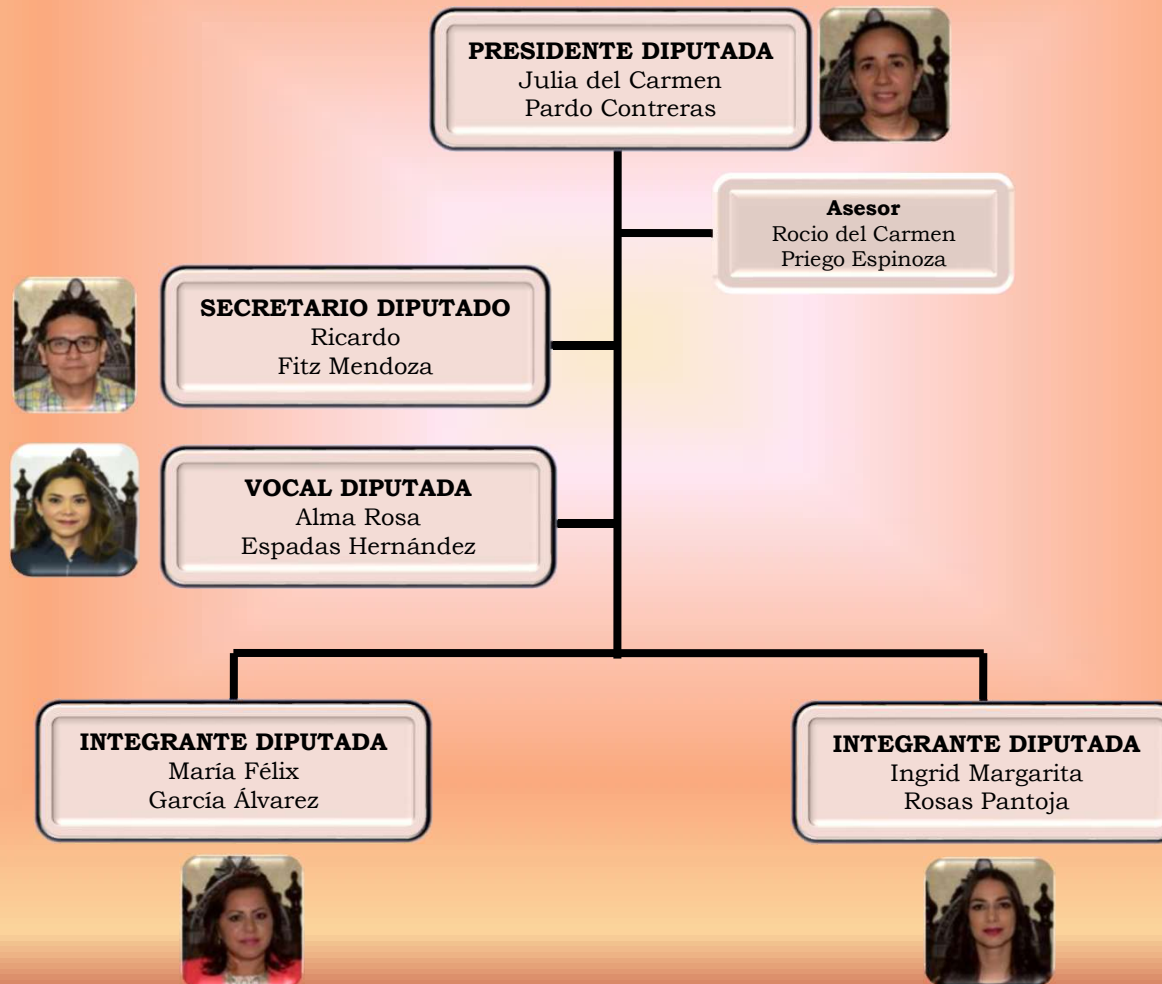 PRESIDENTE DIPUTADA
Julia del Carmen
Pardo Contreras
Asesor
Rocio del Carmen
Priego Espinoza
SECRETARIO DIPUTADO
Ricardo
Fitz Mendoza
VOCAL DIPUTADA
Alma Rosa
Espadas Hernández
INTEGRANTE DIPUTADA
María Félix
García Álvarez
INTEGRANTE DIPUTADA
Ingrid Margarita
Rosas Pantoja